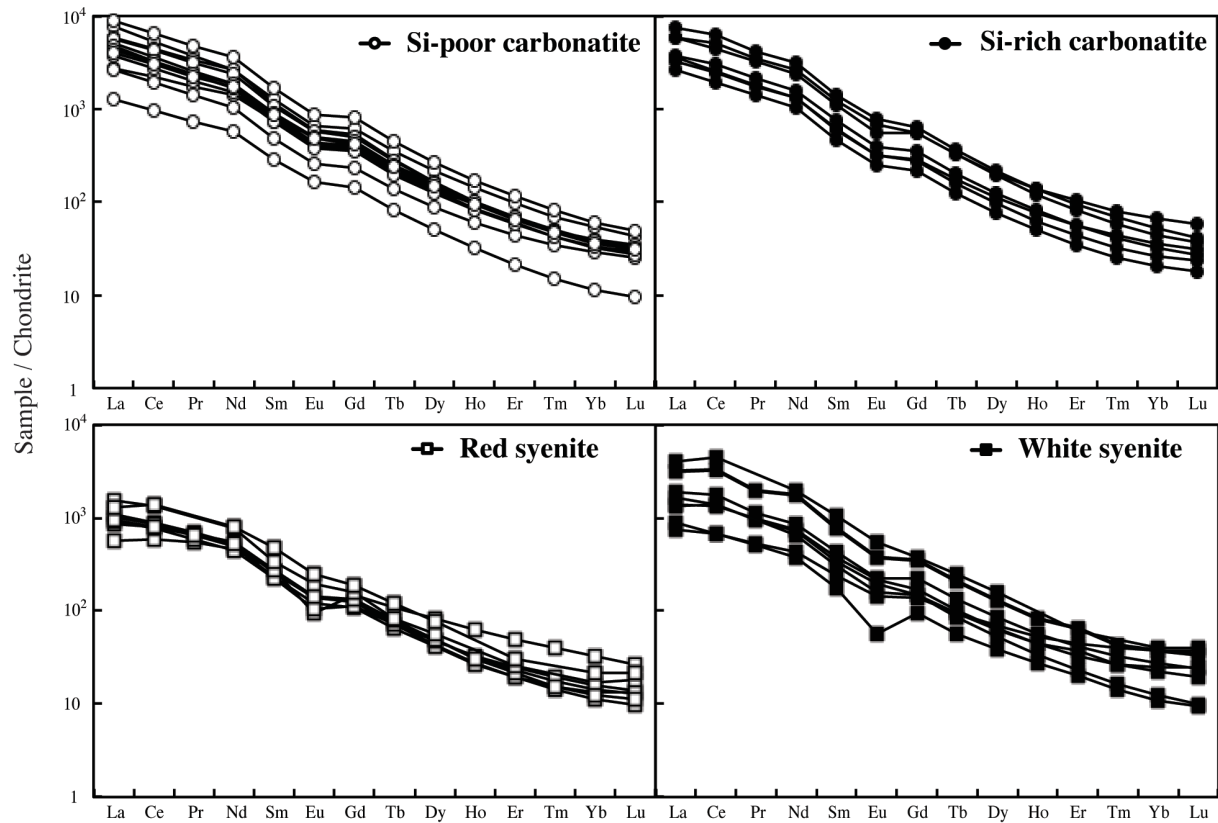 10⁴
Si-poor carbonatite
Si-rich carbonatite
10³
10²
10
1
La Ce Pr Nd Sm Eu Gd Tb Dy Ho Er Tm Yb Lu
La Ce Pr Nd Sm Eu Gd Tb Dy Ho Er Tm Yb Lu
Sample / Chondrite
10⁴
Red syenite
White syenite
10³
10²
10
1
La Ce Pr Nd Sm Eu Gd Tb Dy Ho Er Tm Yb Lu
La Ce Pr Nd Sm Eu Gd Tb Dy Ho Er Tm Yb Lu